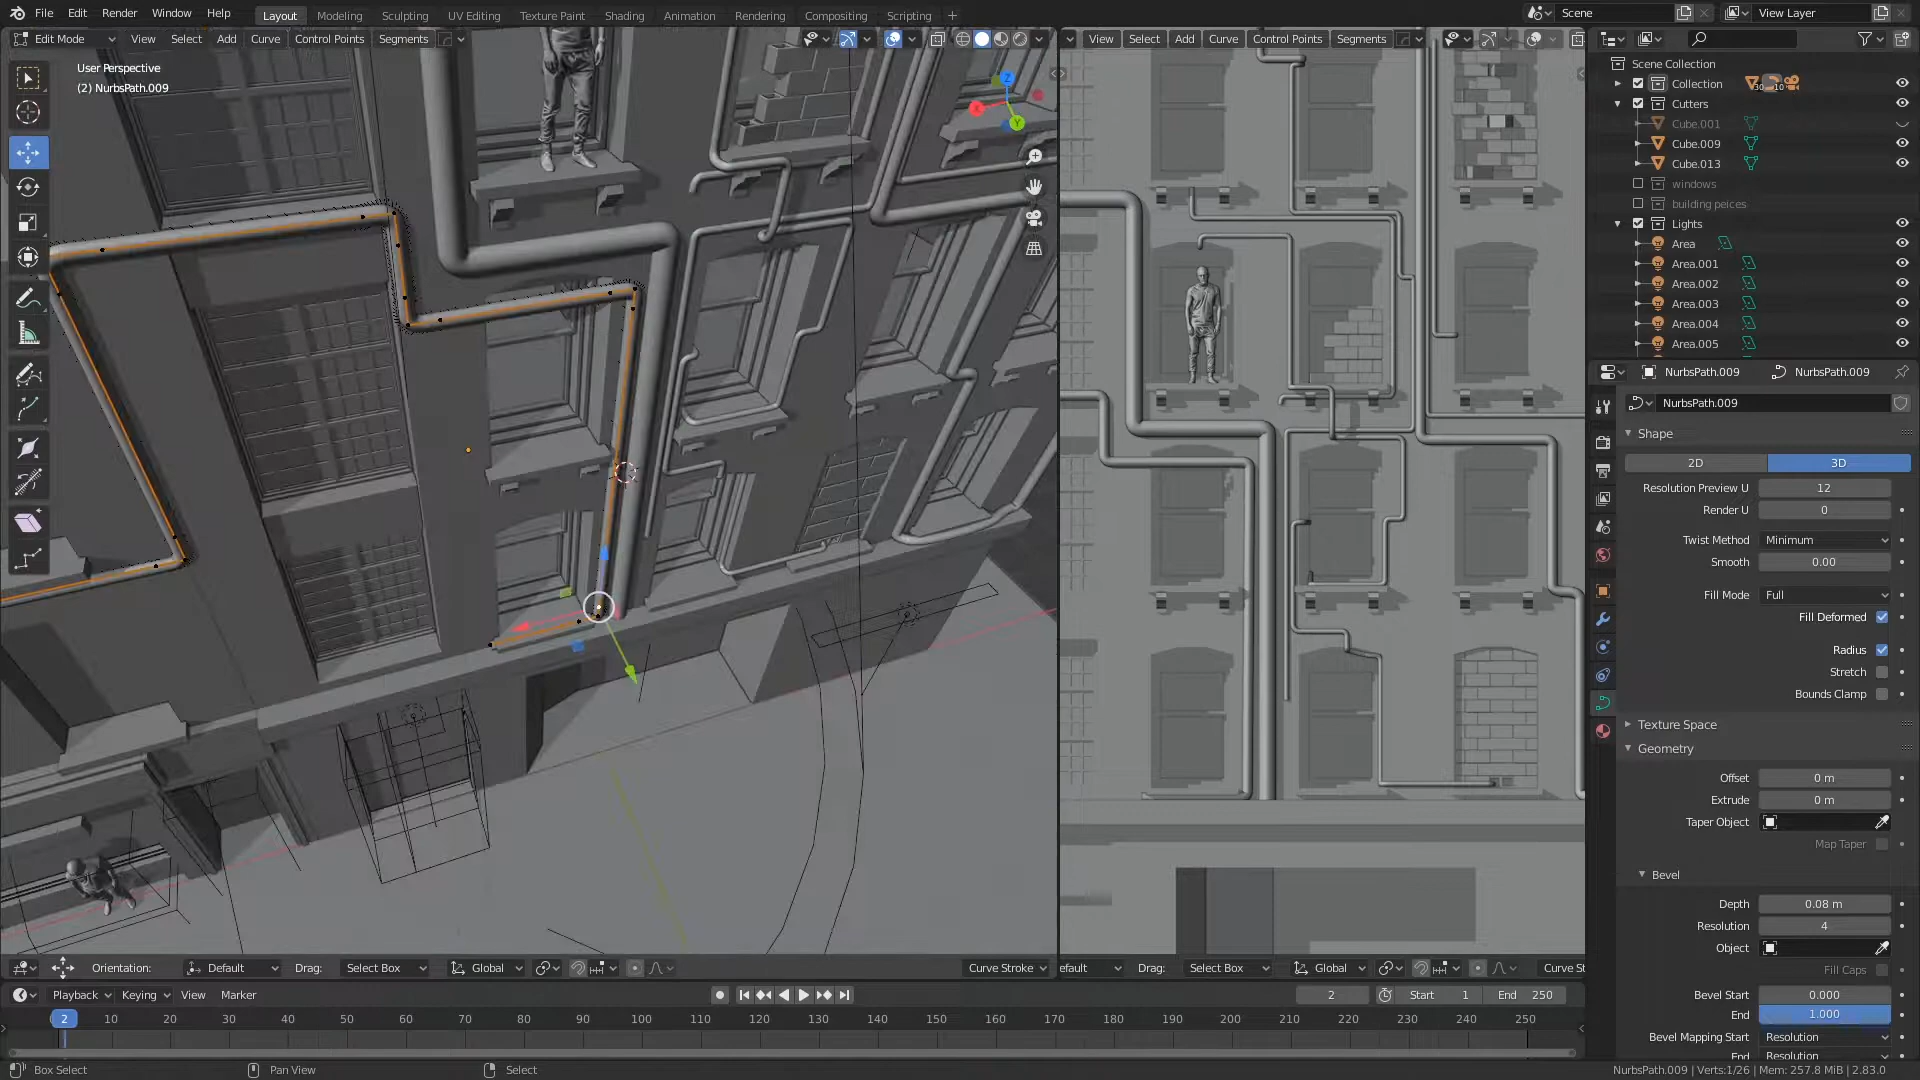 File Edit Render Window Help Layout Modeling Sculpting UV Editing Texture Paint Shading Animation Rendering Compositing Scripting + Scene View Layer
Edit Mode View Select Add Curve Control Points Segments View Select Add Curve Control Points Segments
User Perspective
(2) NurbsPath.009
Z
X
Y
Scene Collection
Collection 30 10
Cutters
Cube.001
Cube.009
Cube.013
windows
building peices
Lights
Area
Area.001
Area.002
Area.003
Area.004
Area.005
NurbsPath.009 NurbsPath.009
NurbsPath.009
Shape
2D 3D
Resolution Preview U 12
Render U 0
Twist Method Minimum
Smooth 0.00
Fill Mode Full
Fill Deformed
Radius
Stretch
Bounds Clamp
Texture Space
Geometry
Offset 0 m
Extrude 0 m
Taper Object
Map Taper
Bevel
Depth 0.08 m
Resolution 4
Object
Fill Caps
Bevel Start 0.000
End 1.000
Bevel Mapping Start Resolution
End Resolution
Orientation: Default Drag: Select Box Global Curve Stroke efault Drag: Select Box Global Curve St
Playback Keying View Marker 2 Start 1 End 250
2 10 20 30 40 50 60 70 80 90 100 110 120 130 140 150 160 170 180 190 200 210 220 230 240 250
Box Select Pan View Select NurbsPath.009 | Verts:1/26 | Mem: 257.8 MiB | 2.83.0